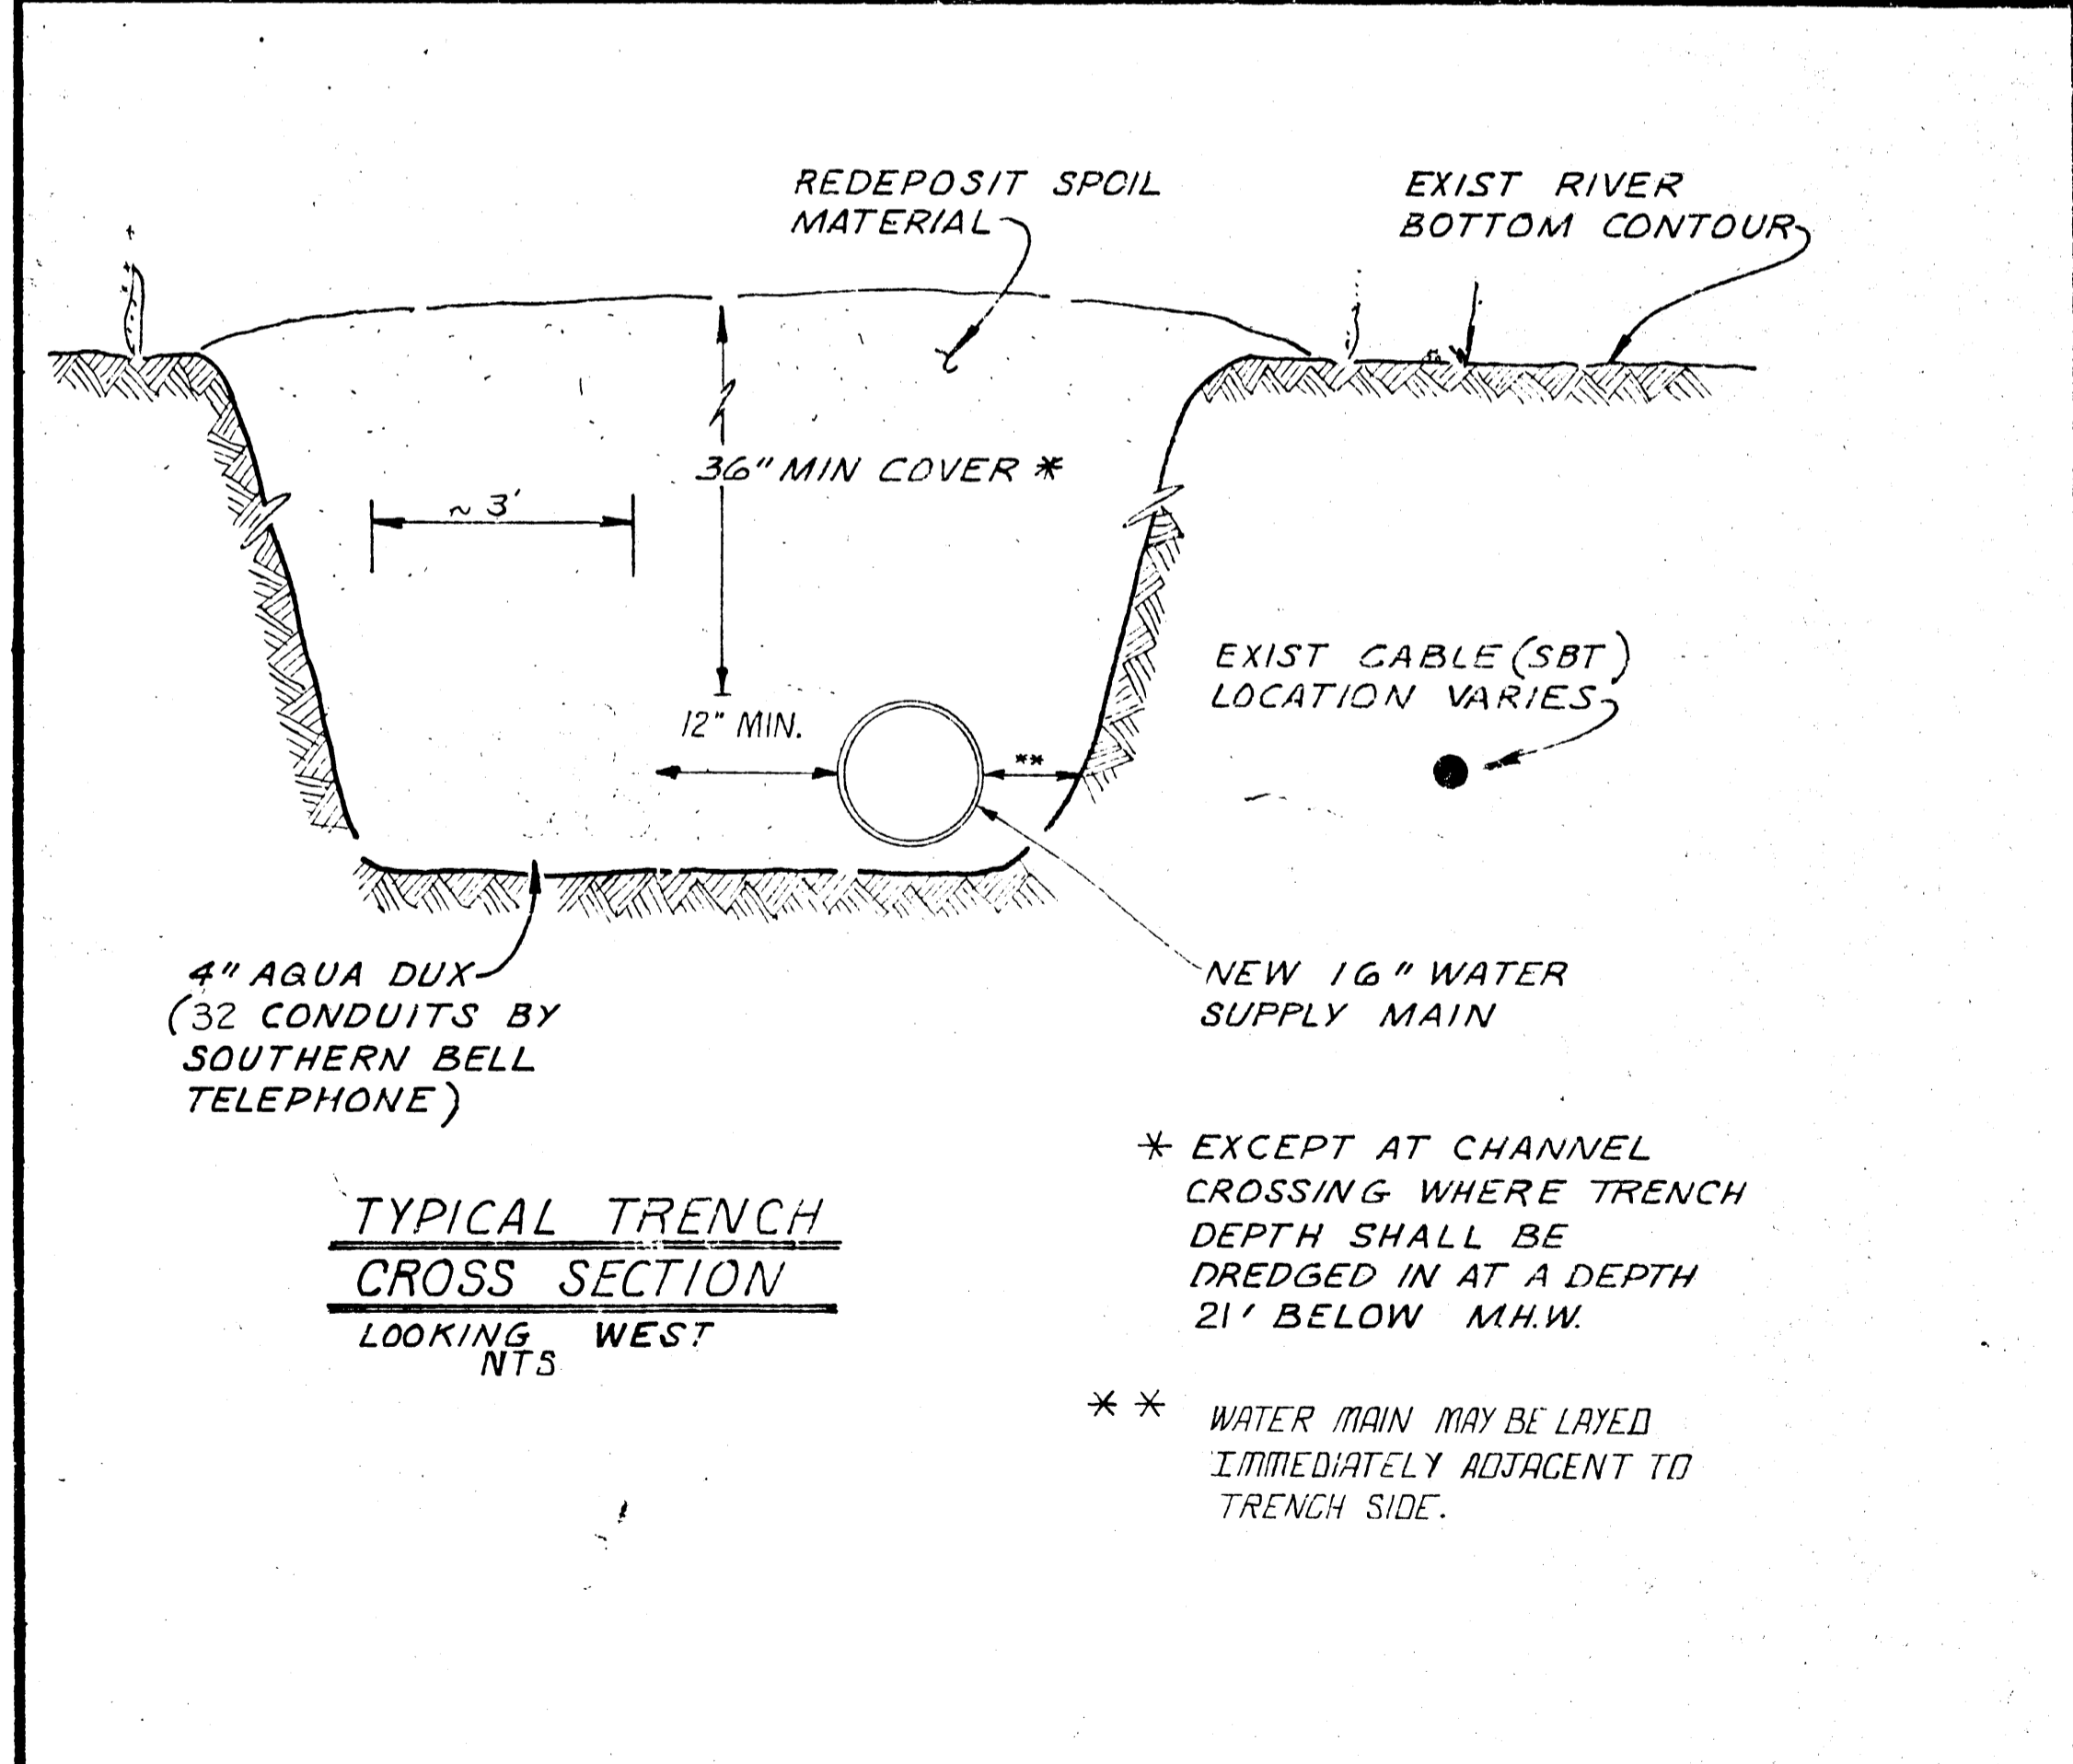 REDEPOSIT SPOIL
MATERIAL
EXIST RIVER
BOTTOM CONTOUR
36" MIN COVER *
~ 3'
EXIST CABLE (SBT)
LOCATION VARIES
12" MIN.
**
4" AQUA DUX
(32 CONDUITS BY
SOUTHERN BELL
TELEPHONE)
NEW 16" WATER
SUPPLY MAIN
* EXCEPT AT CHANNEL
CROSSING WHERE TRENCH
DEPTH SHALL BE
DREDGED IN AT A DEPTH
21' BELOW M.H.W.
TYPICAL TRENCH
CROSS SECTION
LOOKING WEST
NTS
** WATER MAIN MAY BE LAYED
IMMEDIATELY ADJACENT TO
TRENCH SIDE.